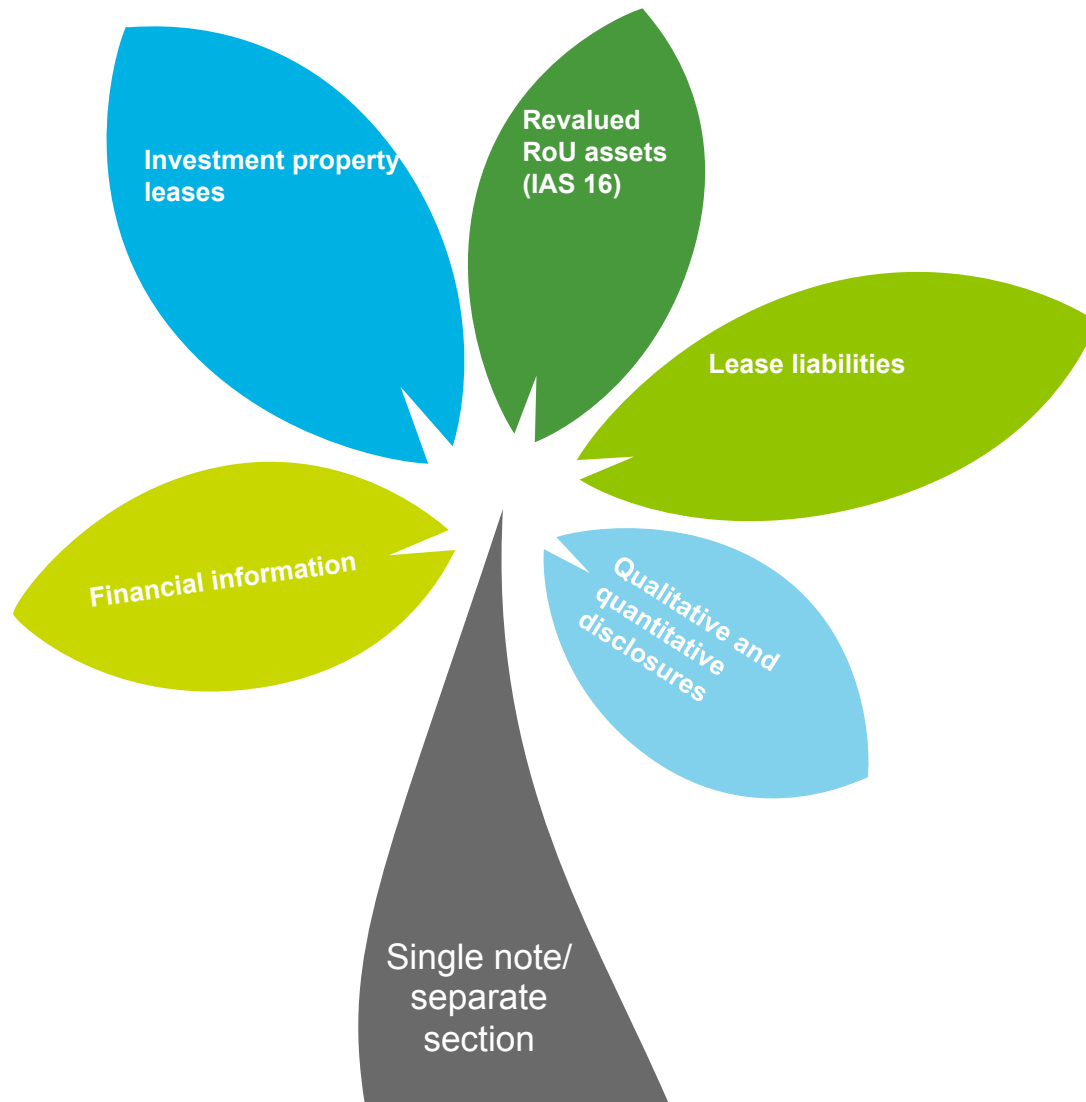 Investment property
leases
Revalued
RoU assets
(IAS 16)
Lease liabilities
Financial information
Qualitative and
quantitative
disclosures
Single note/
separate
section